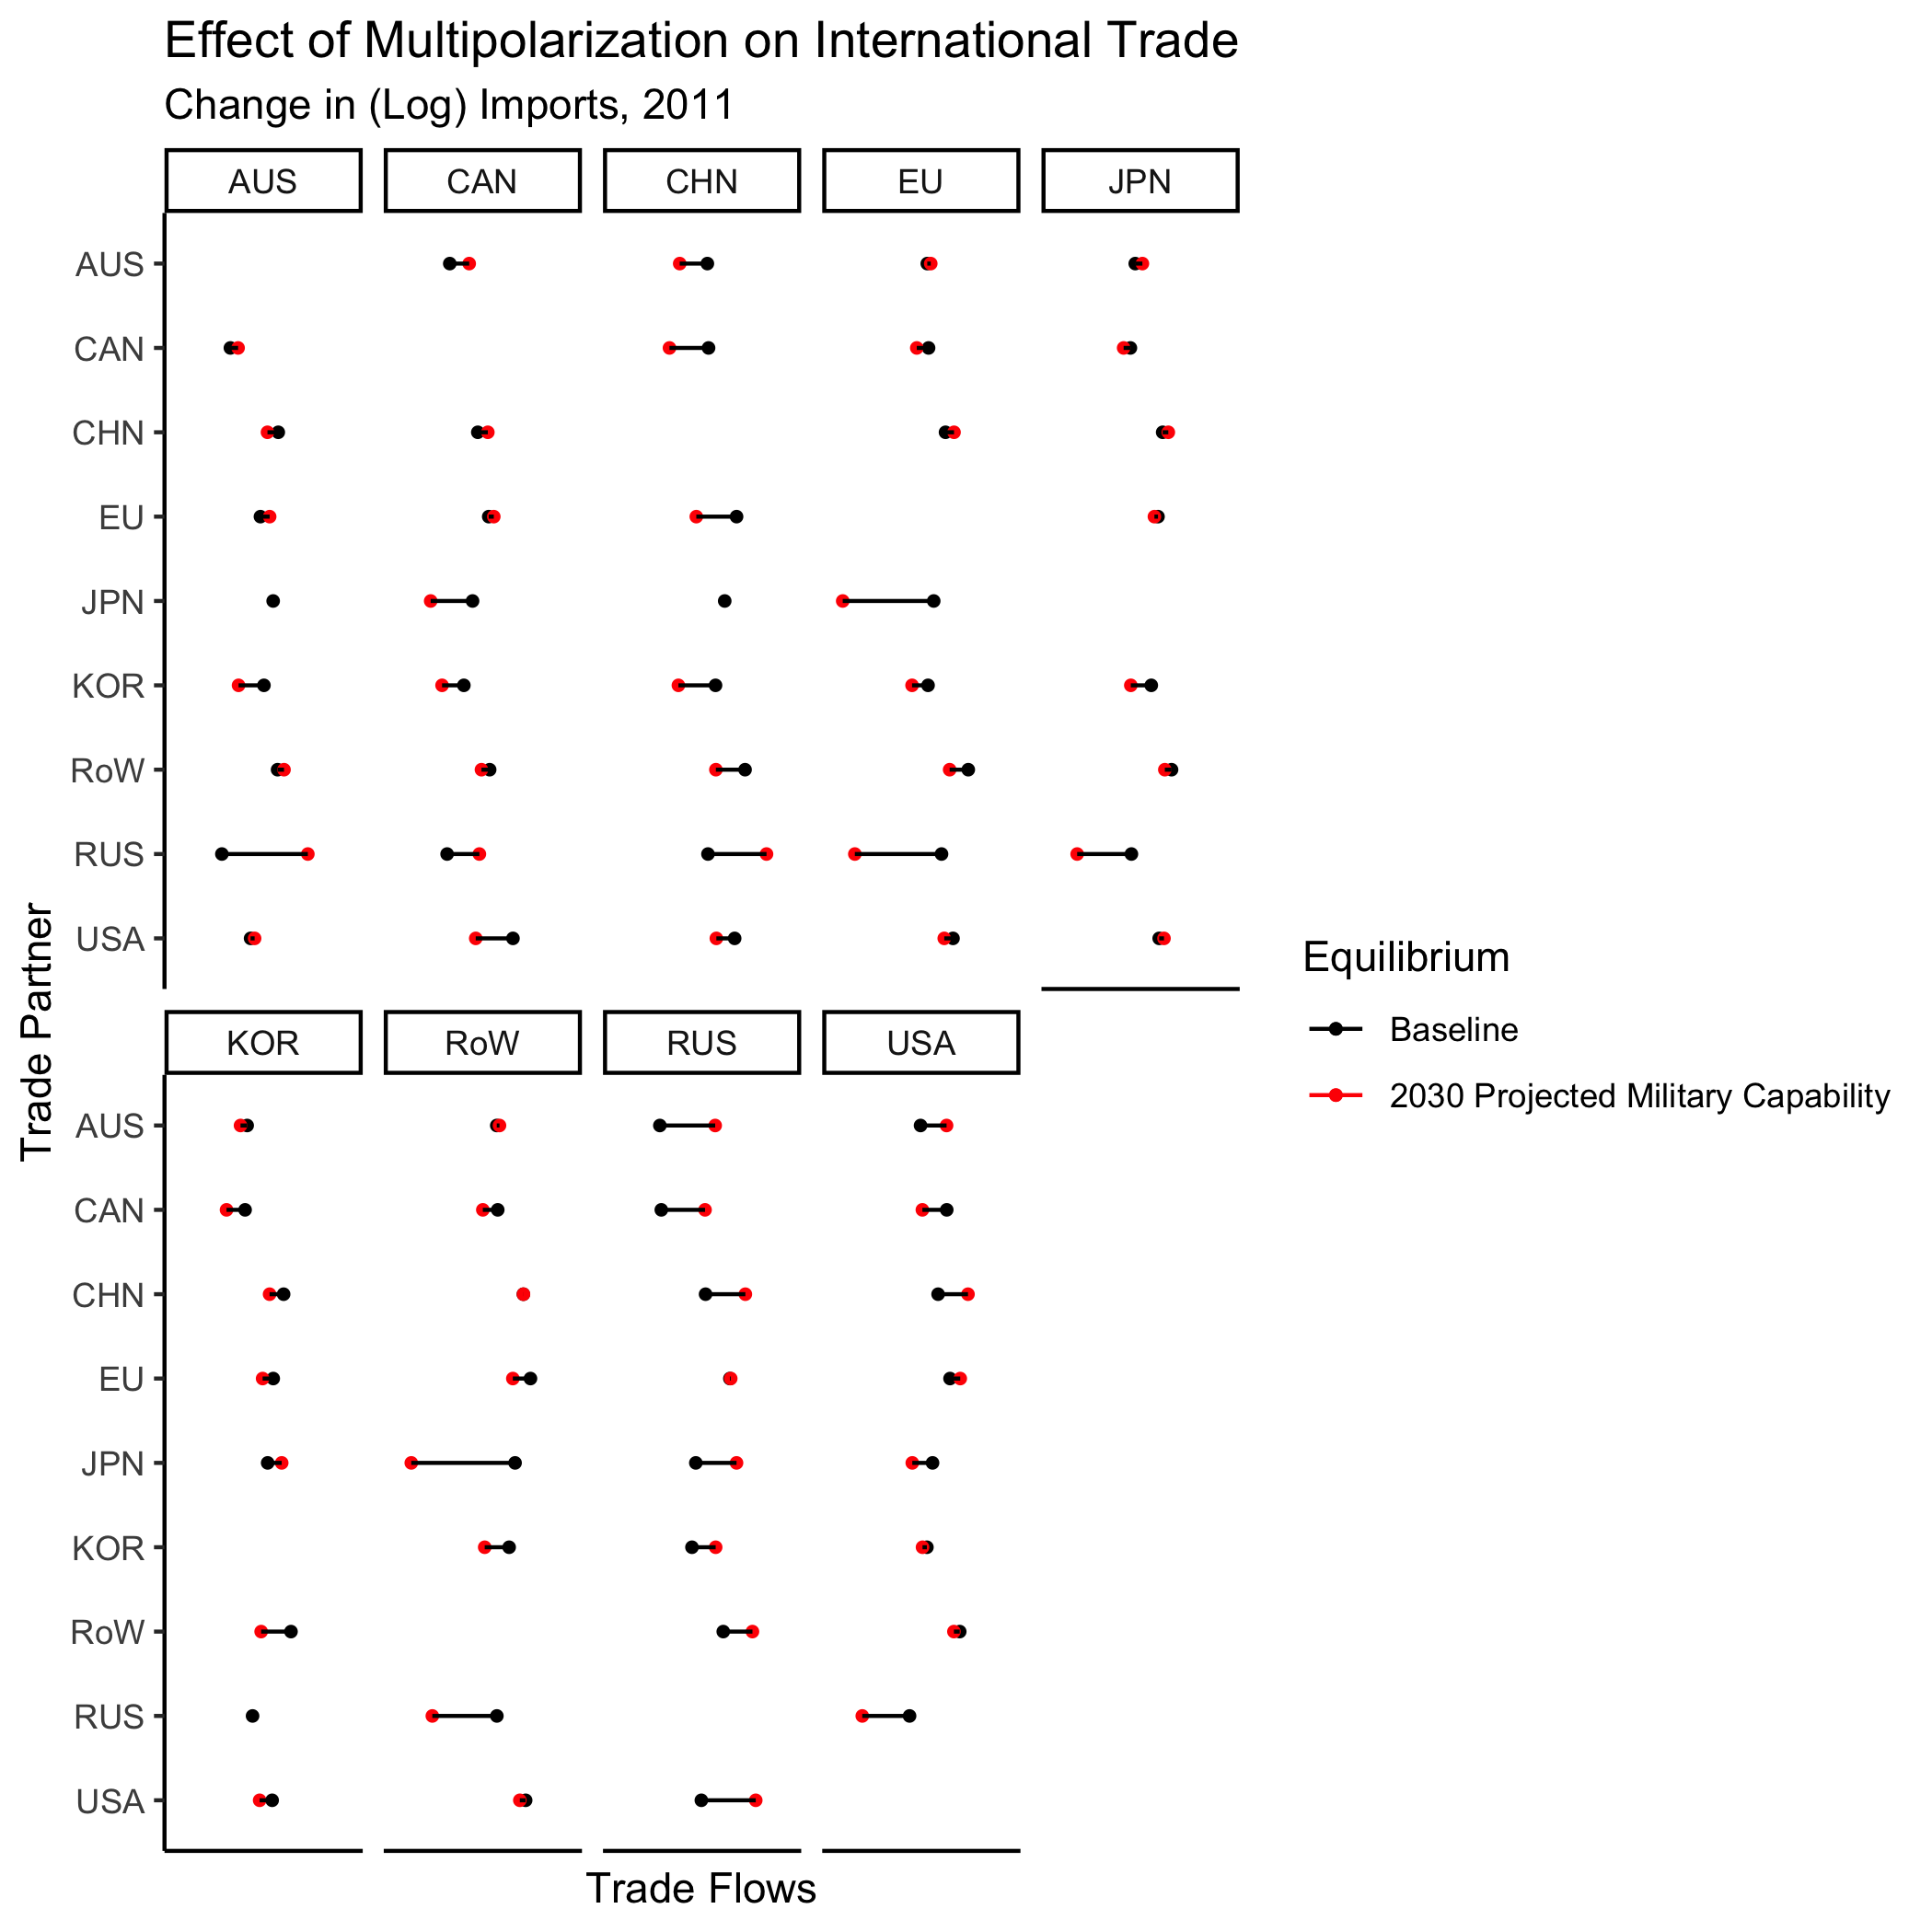 Effect of Multipolarization on International Trade
Change in (Log) Imports, 2011
AUS
CAN
CHN
EU
JPN
AUS
CAN
CHN
EU
JPN
KOR
RoW
RUS
USA
KOR
RoW
RUS
USA
AUS
CAN
CHN
EU
JPN
KOR
RoW
RUS
USA
Trade Partner
Trade Flows
Equilibrium
Baseline
2030 Projected Military Capability